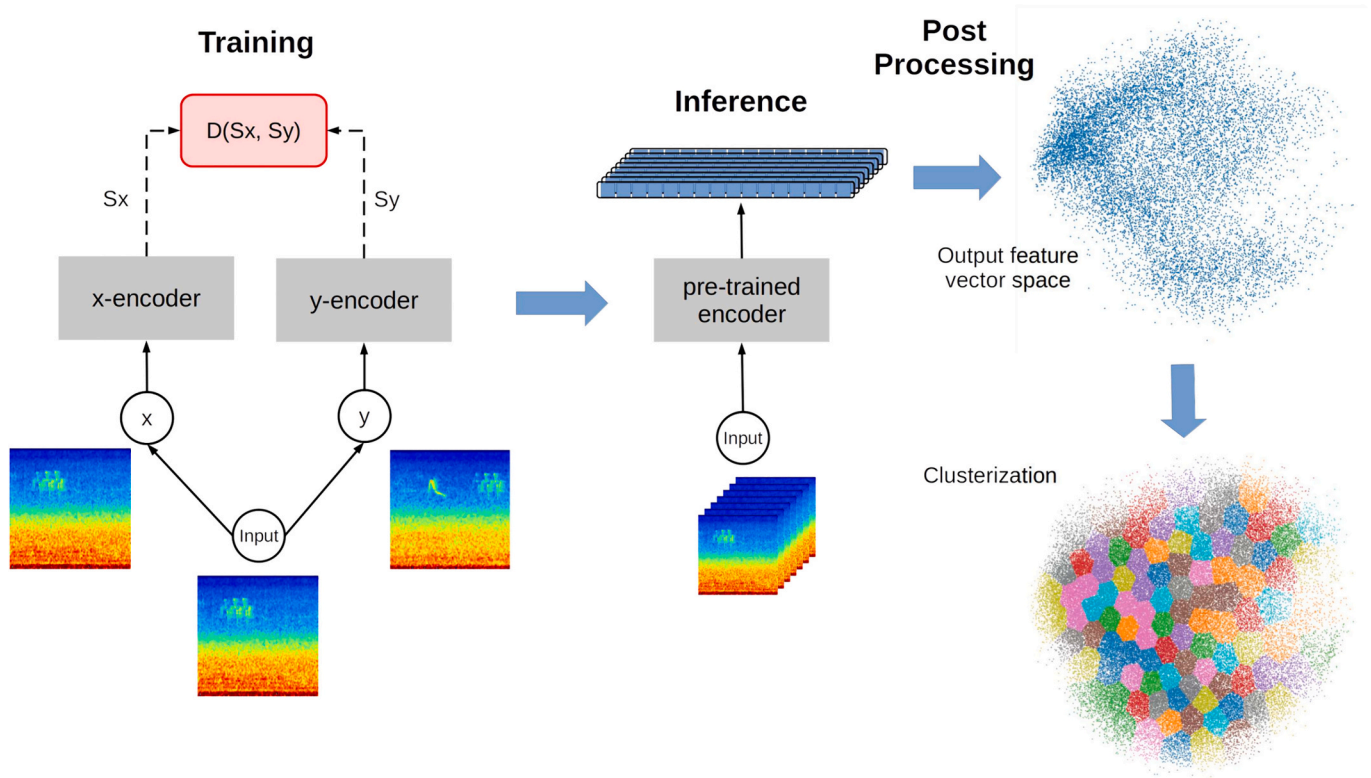 Training
D(Sx, Sy)
Sx
Sy
x-encoder
y-encoder
x
y
Input
Inference
pre-trained
encoder
Input
Post
Processing
Output feature
vector space
Clusterization